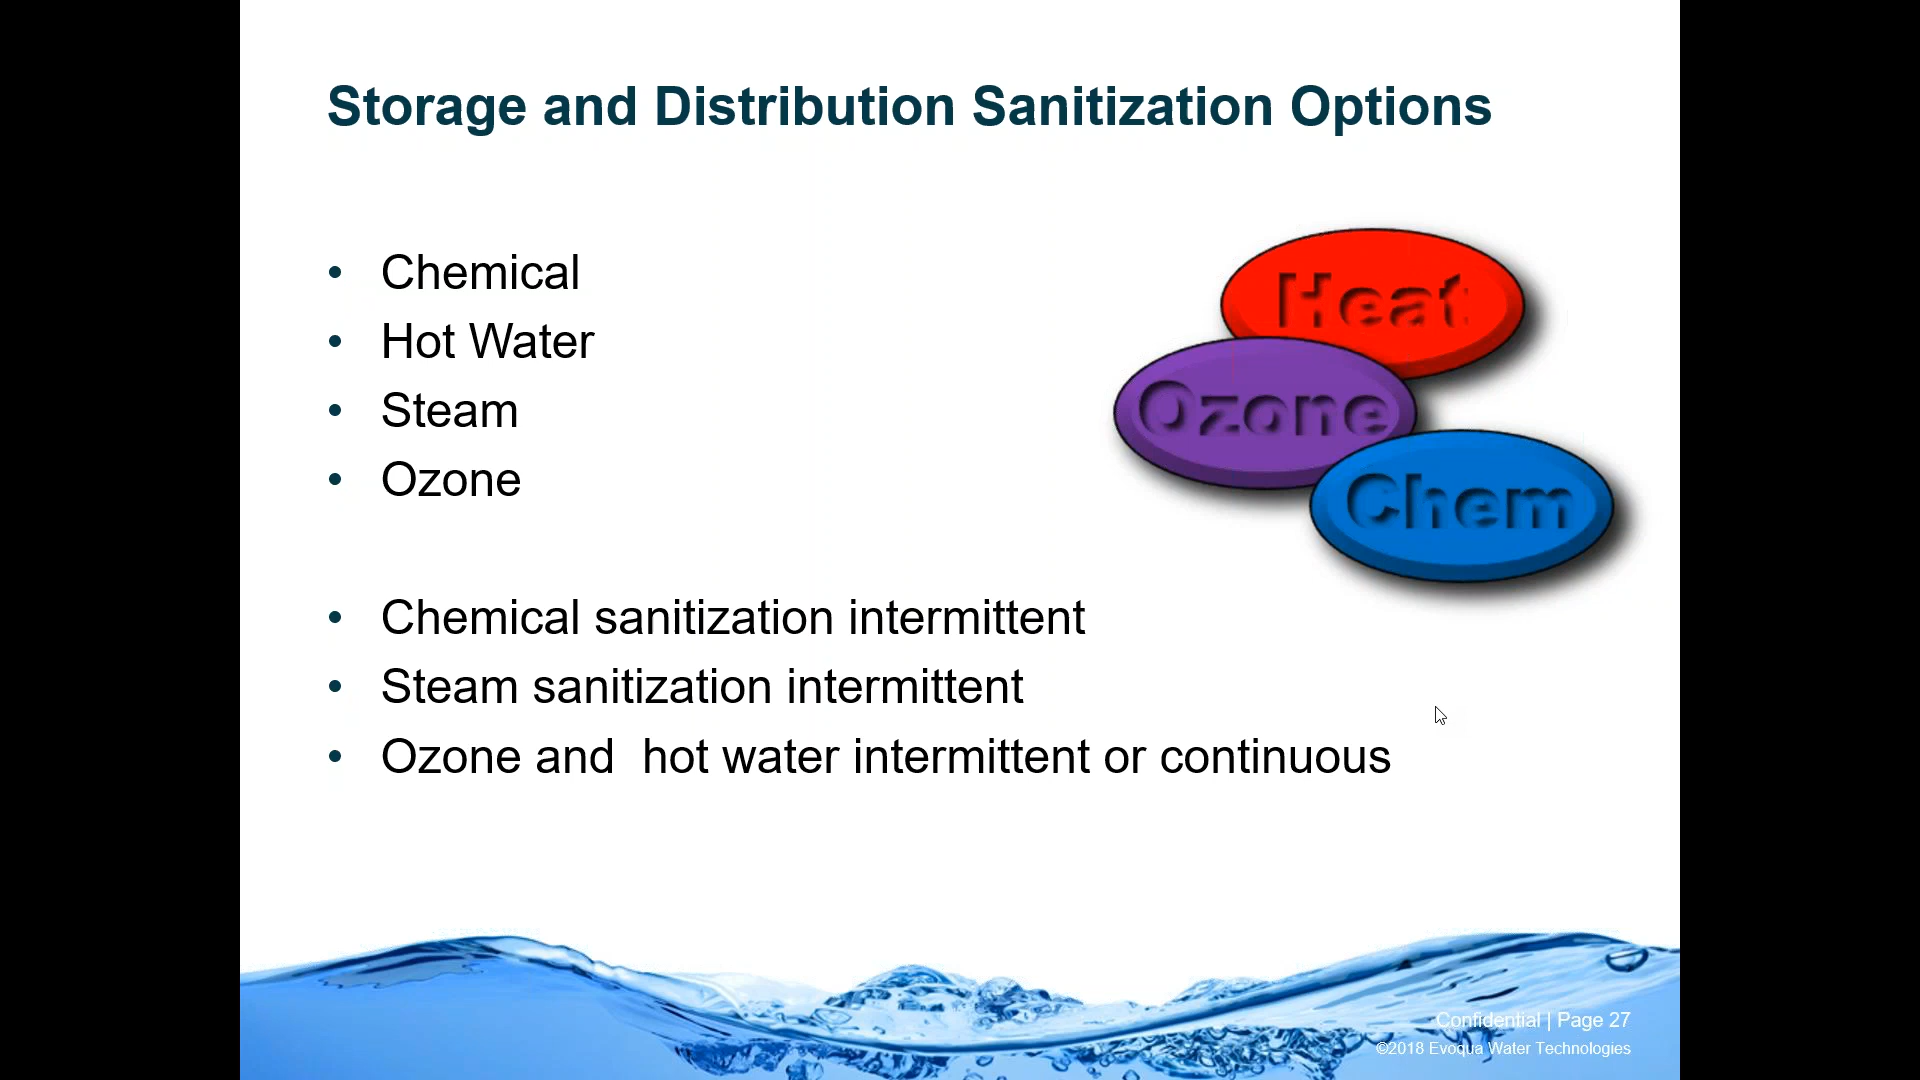 Storage and Distribution Sanitization Options
• Chemical
• Hot Water
• Steam
• Ozone
Heat
Ozone
Chem
• Chemical sanitization intermittent
• Steam sanitization intermittent
• Ozone and  hot water intermittent or continuous
Confidential | Page 27
©2018 Evoqua Water Technologies